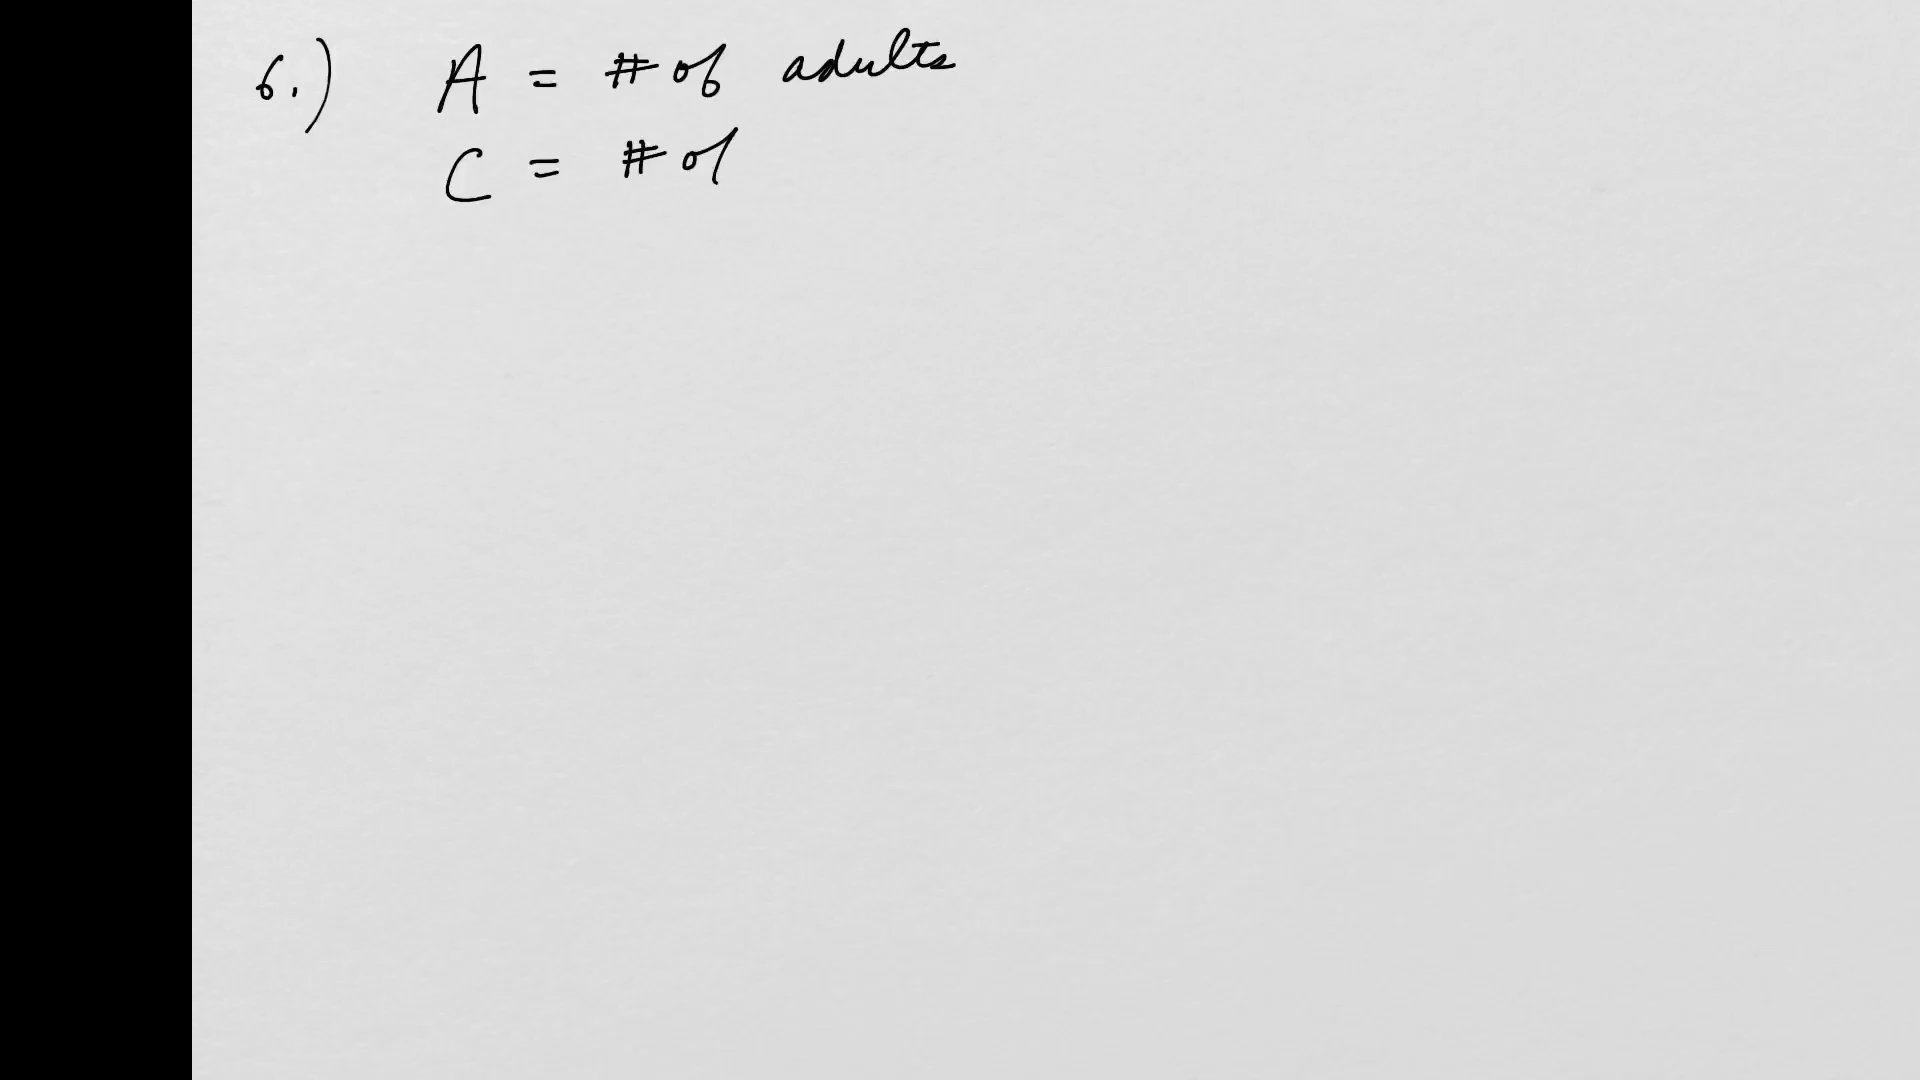 6.) A = # of adults
C = # of